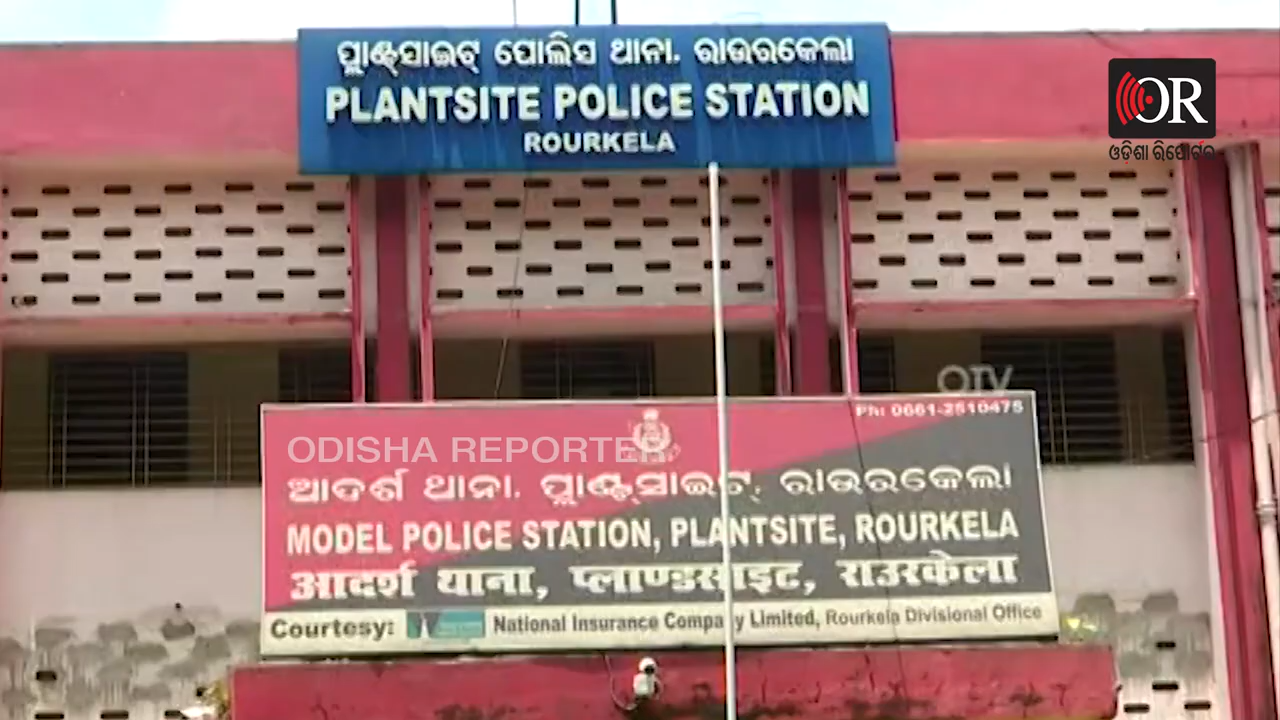 ପ୍ଲାଣ୍ଟସାଇଟ୍ ପୋଲିସ ଥାନା. ରାଉରକେଲା
PLANTSITE POLICE STATION
ROURKELA
OR
ଓଡ଼ିଶା ରିପୋର୍ଟର
OTV
Ph: 0661-2510475
ODISHA REPORTER
ଆଦର୍ଶ ଥାନା. ପ୍ଲାଣ୍ଟସାଇଟ୍. ରାଉରକେଲା
MODEL POLICE STATION, PLANTSITE, ROURKELA
आदर्श थाना, प्लाण्डसाइट, राउरकेला
Courtesy: National Insurance Company Limited, Rourkela Divisional Office